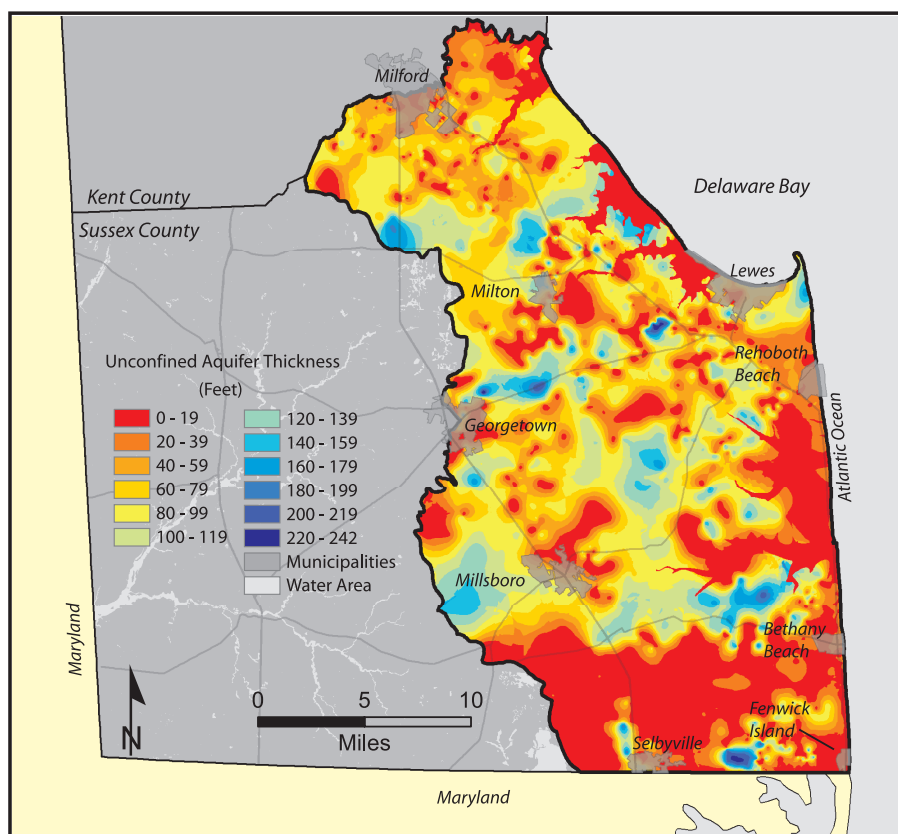 Milford
Kent County
Sussex County
Delaware Bay
Lewes
Milton
Rehoboth
Beach
Unconfined Aquifer Thickness
(Feet)
0 - 19
20 - 39
40 - 59
60 - 79
80 - 99
100 - 119
120 - 139
140 - 159
160 - 179
180 - 199
200 - 219
220 - 242
Municipalities
Water Area
Georgetown
Atlantic Ocean
Millsboro
Bethany
Beach
Maryland
N
0
5
10
Miles
Fenwick
Island
Selbyville
Maryland